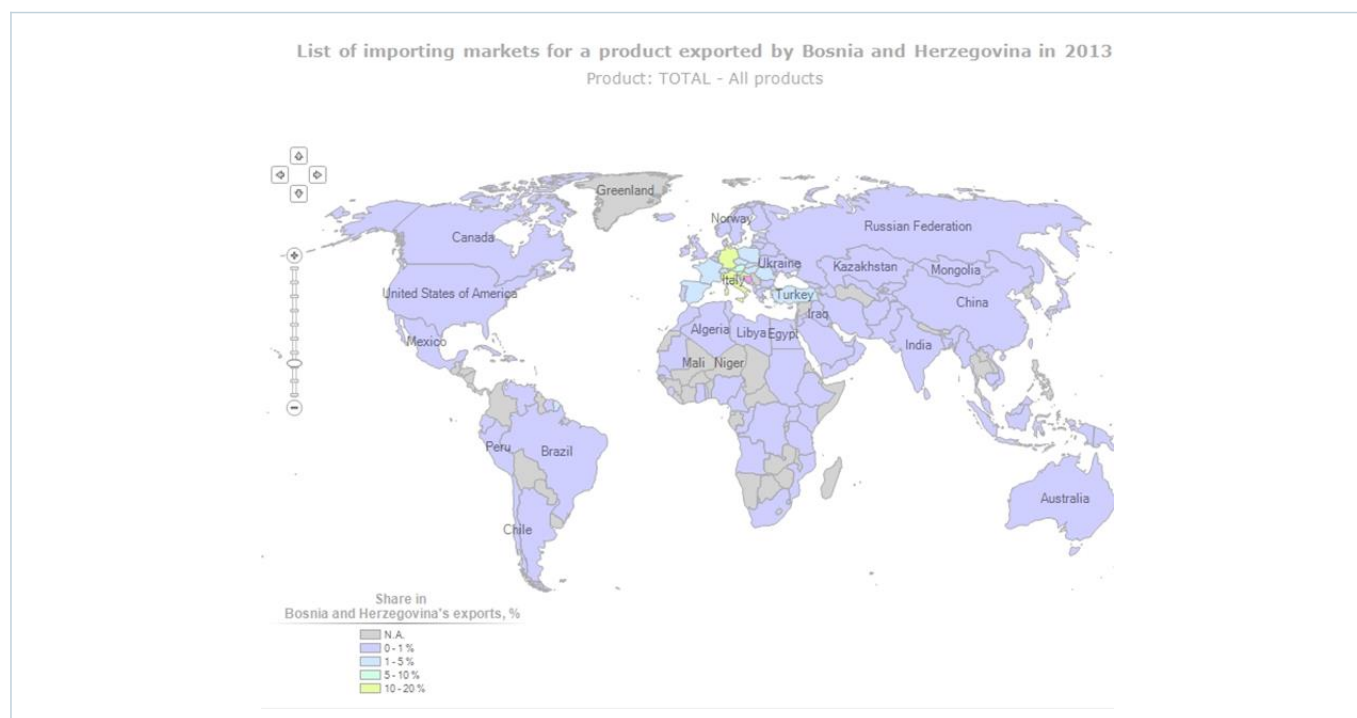 List of importing markets for a product exported by Bosnia and Herzegovina in 2013
Product: TOTAL - All products
Greenland
Norway
Canada
Russian Federation
Ukraine
Kazakhstan
Mongolia
Italy
United States of America
Turkey
China
Iraq
Mexico
Algeria
Libya
Egypt
India
Mali
Niger
Peru
Brazil
Australia
Chile
Share in
Bosnia and Herzegovina's exports, %
N.A.
0 - 1 %
1 - 5 %
5 - 10 %
10 - 20 %